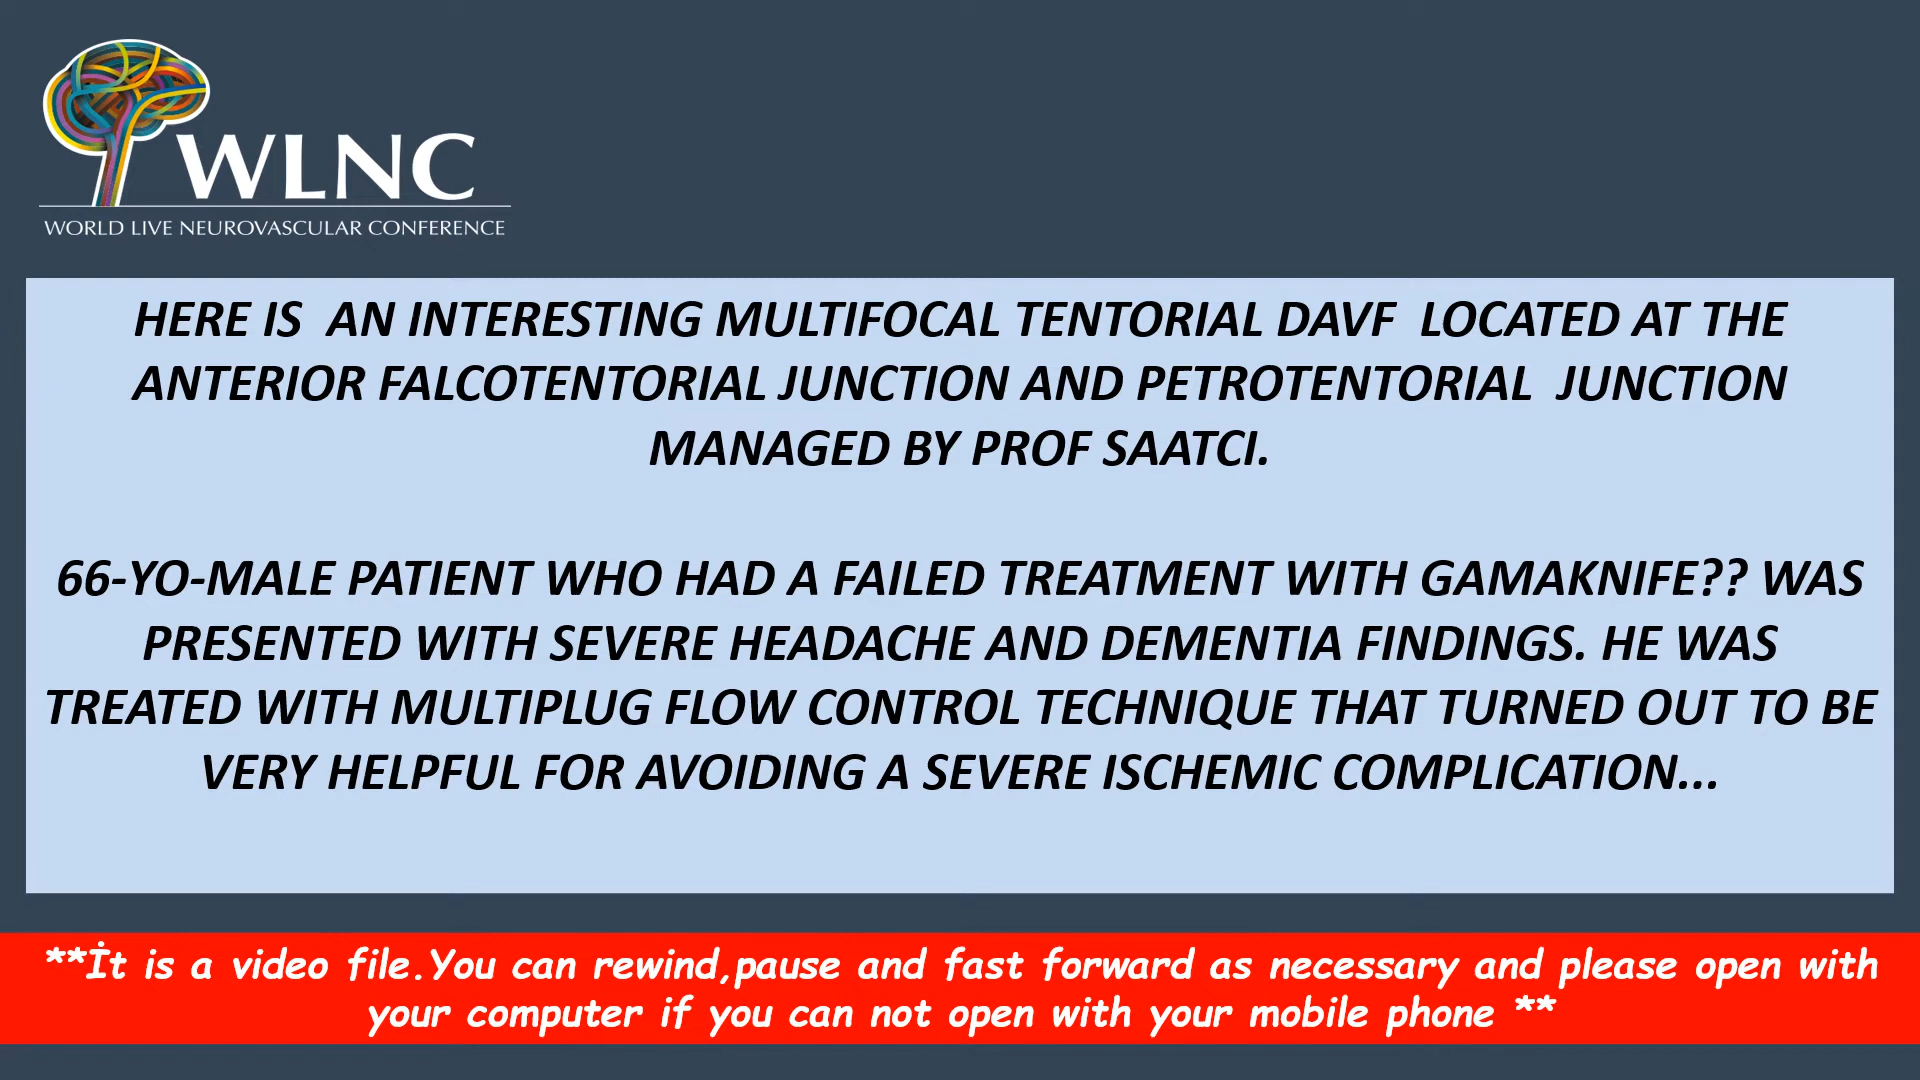 WLNC
WORLD LIVE NEUROVASCULAR CONFERENCE
HERE IS  AN INTERESTING MULTIFOCAL TENTORIAL DAVF  LOCATED AT THE
ANTERIOR FALCOTENTORIAL JUNCTION AND PETROTENTORIAL  JUNCTION
MANAGED BY PROF SAATCI.
66-YO-MALE PATIENT WHO HAD A FAILED TREATMENT WITH GAMAKNIFE?? WAS
PRESENTED WITH SEVERE HEADACHE AND DEMENTIA FINDINGS. HE WAS
TREATED WITH MULTIPLUG FLOW CONTROL TECHNIQUE THAT TURNED OUT TO BE
VERY HELPFUL FOR AVOIDING A SEVERE ISCHEMIC COMPLICATION...
**İt is a video file.You can rewind,pause and fast forward as necessary and please open with
your computer if you can not open with your mobile phone **